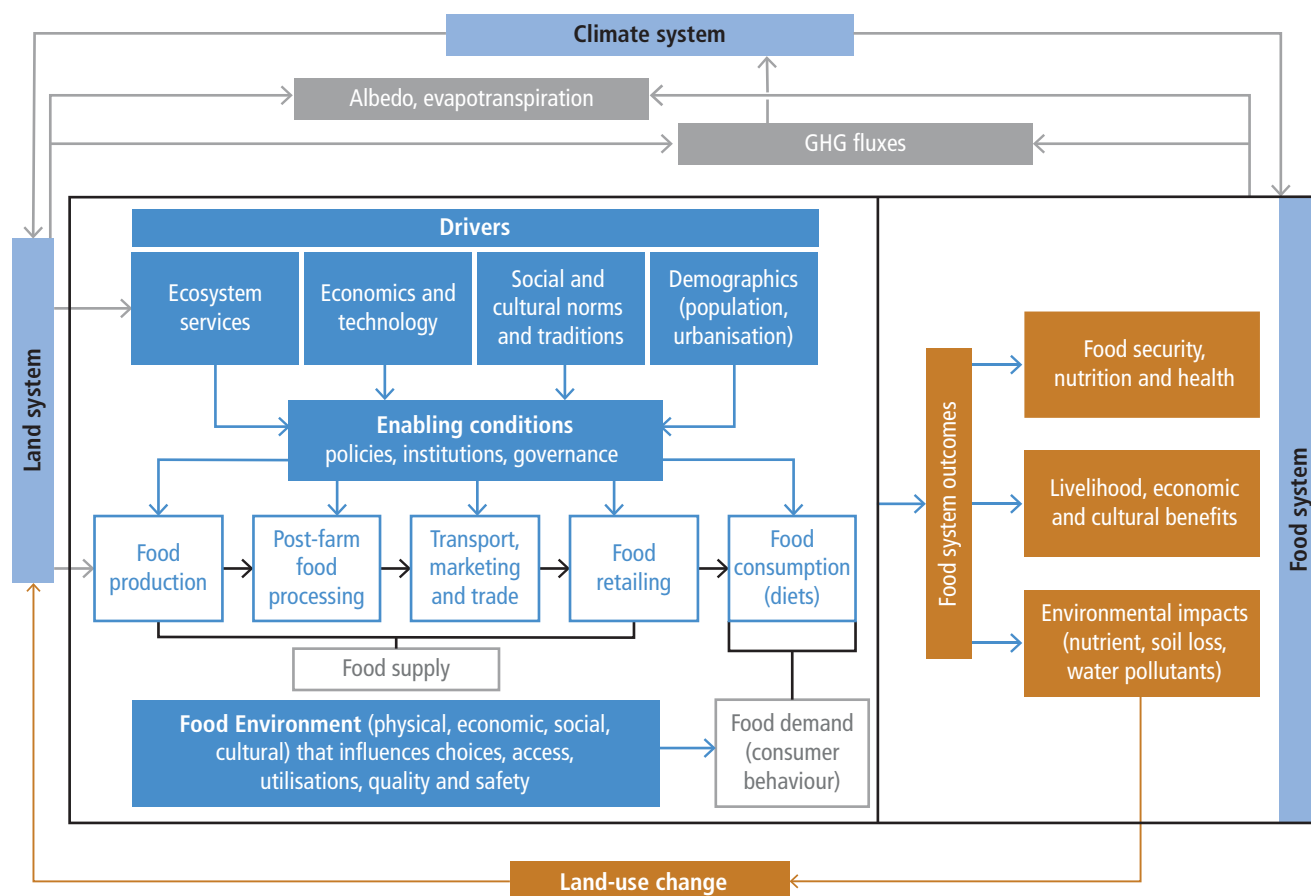 Climate system
Albedo, evapotranspiration
GHG fluxes
Land system
Drivers
Ecosystem
services
Economics and
technology
Social and
cultural norms
and traditions
Demographics
(population,
urbanisation)
Enabling conditions
policies, institutions, governance
Food
production
Post-farm
food
processing
Transport,
marketing
and trade
Food
retailing
Food
consumption
(diets)
Food supply
Food Environment (physical, economic, social,
cultural) that influences choices, access,
utilisations, quality and safety
Food demand
(consumer
behaviour)
Food system outcomes
Food security,
nutrition and health
Livelihood, economic
and cultural benefits
Environmental impacts
(nutrient, soil loss,
water pollutants)
Food system
Land-use change